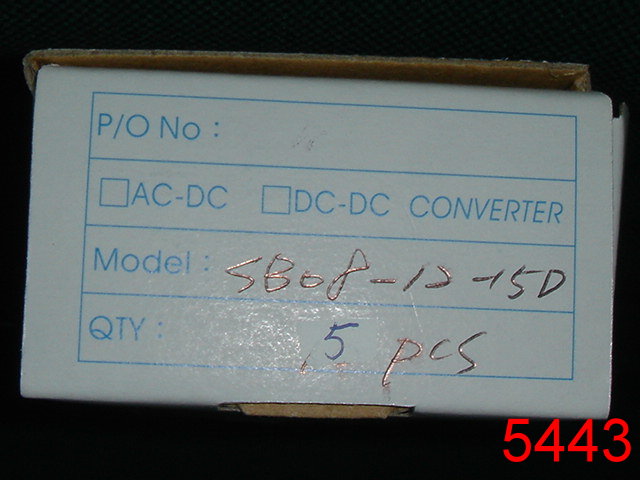 P/O No :
□AC-DC □DC-DC CONVERTER
Model : SB08-12-15D
QTY : 5 pcs
5443